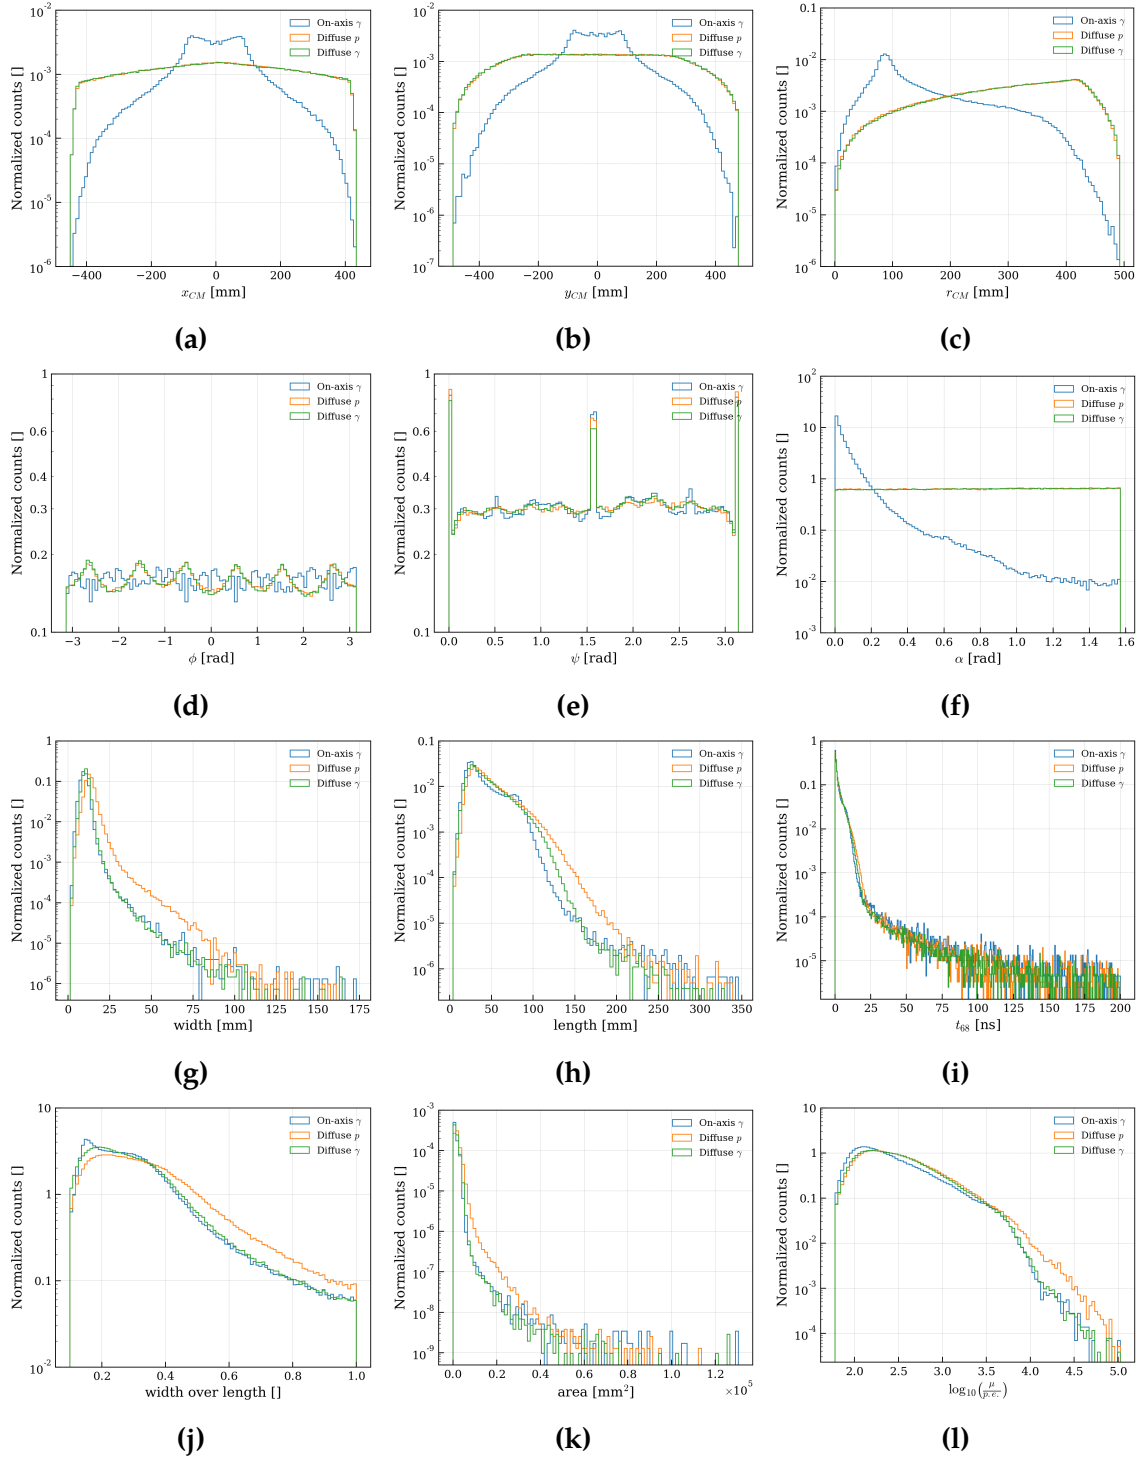 On-axis γ
Diffuse p
Diffuse γ
Normalized counts []
10⁻² 10⁻³ 10⁻⁴ 10⁻⁵ 10⁻⁶
−400 −200 0 200 400
x_CM [mm]
(a)
On-axis γ
Diffuse p
Diffuse γ
Normalized counts []
10⁻² 10⁻³ 10⁻⁴ 10⁻⁵ 10⁻⁶ 10⁻⁷
−400 −200 0 200 400
y_CM [mm]
(b)
On-axis γ
Diffuse p
Diffuse γ
Normalized counts []
0.1 10⁻² 10⁻³ 10⁻⁴ 10⁻⁵ 10⁻⁶
0 100 200 300 400 500
r_CM [mm]
(c)
On-axis γ
Diffuse p
Diffuse γ
Normalized counts []
1 0.6 0.4 0.3 0.2 0.1
−3 −2 −1 0 1 2 3
ϕ [rad]
(d)
On-axis γ
Diffuse p
Diffuse γ
Normalized counts []
1 0.6 0.4 0.3 0.2 0.1
0.0 0.5 1.0 1.5 2.0 2.5 3.0
ψ [rad]
(e)
On-axis γ
Diffuse p
Diffuse γ
Normalized counts []
10² 10 1 0.1 10⁻² 10⁻³
0.0 0.2 0.4 0.6 0.8 1.0 1.2 1.4 1.6
α [rad]
(f)
On-axis γ
Diffuse p
Diffuse γ
Normalized counts []
1 0.1 10⁻² 10⁻³ 10⁻⁴ 10⁻⁵ 10⁻⁶
0 25 50 75 100 125 150 175
width [mm]
(g)
On-axis γ
Diffuse p
Diffuse γ
Normalized counts []
0.1 10⁻² 10⁻³ 10⁻⁴ 10⁻⁵ 10⁻⁶
0 50 100 150 200 250 300 350
length [mm]
(h)
On-axis γ
Diffuse p
Diffuse γ
Normalized counts []
1 0.1 10⁻² 10⁻³ 10⁻⁴ 10⁻⁵
0 25 50 75 100 125 150 175 200
t₆₈ [ns]
(i)
On-axis γ
Diffuse p
Diffuse γ
Normalized counts []
10 1 0.1 10⁻²
0.2 0.4 0.6 0.8 1.0
width over length []
(j)
On-axis γ
Diffuse p
Diffuse γ
Normalized counts []
10⁻³ 10⁻⁴ 10⁻⁵ 10⁻⁶ 10⁻⁷ 10⁻⁸ 10⁻⁹
0.0 0.2 0.4 0.6 0.8 1.0 1.2
×10⁵
area [mm²]
(k)
On-axis γ
Diffuse p
Diffuse γ
Normalized counts []
10 1 0.1 10⁻² 10⁻³ 10⁻⁴
2.0 2.5 3.0 3.5 4.0 4.5 5.0
log₁₀(μ/p.e.)
(l)